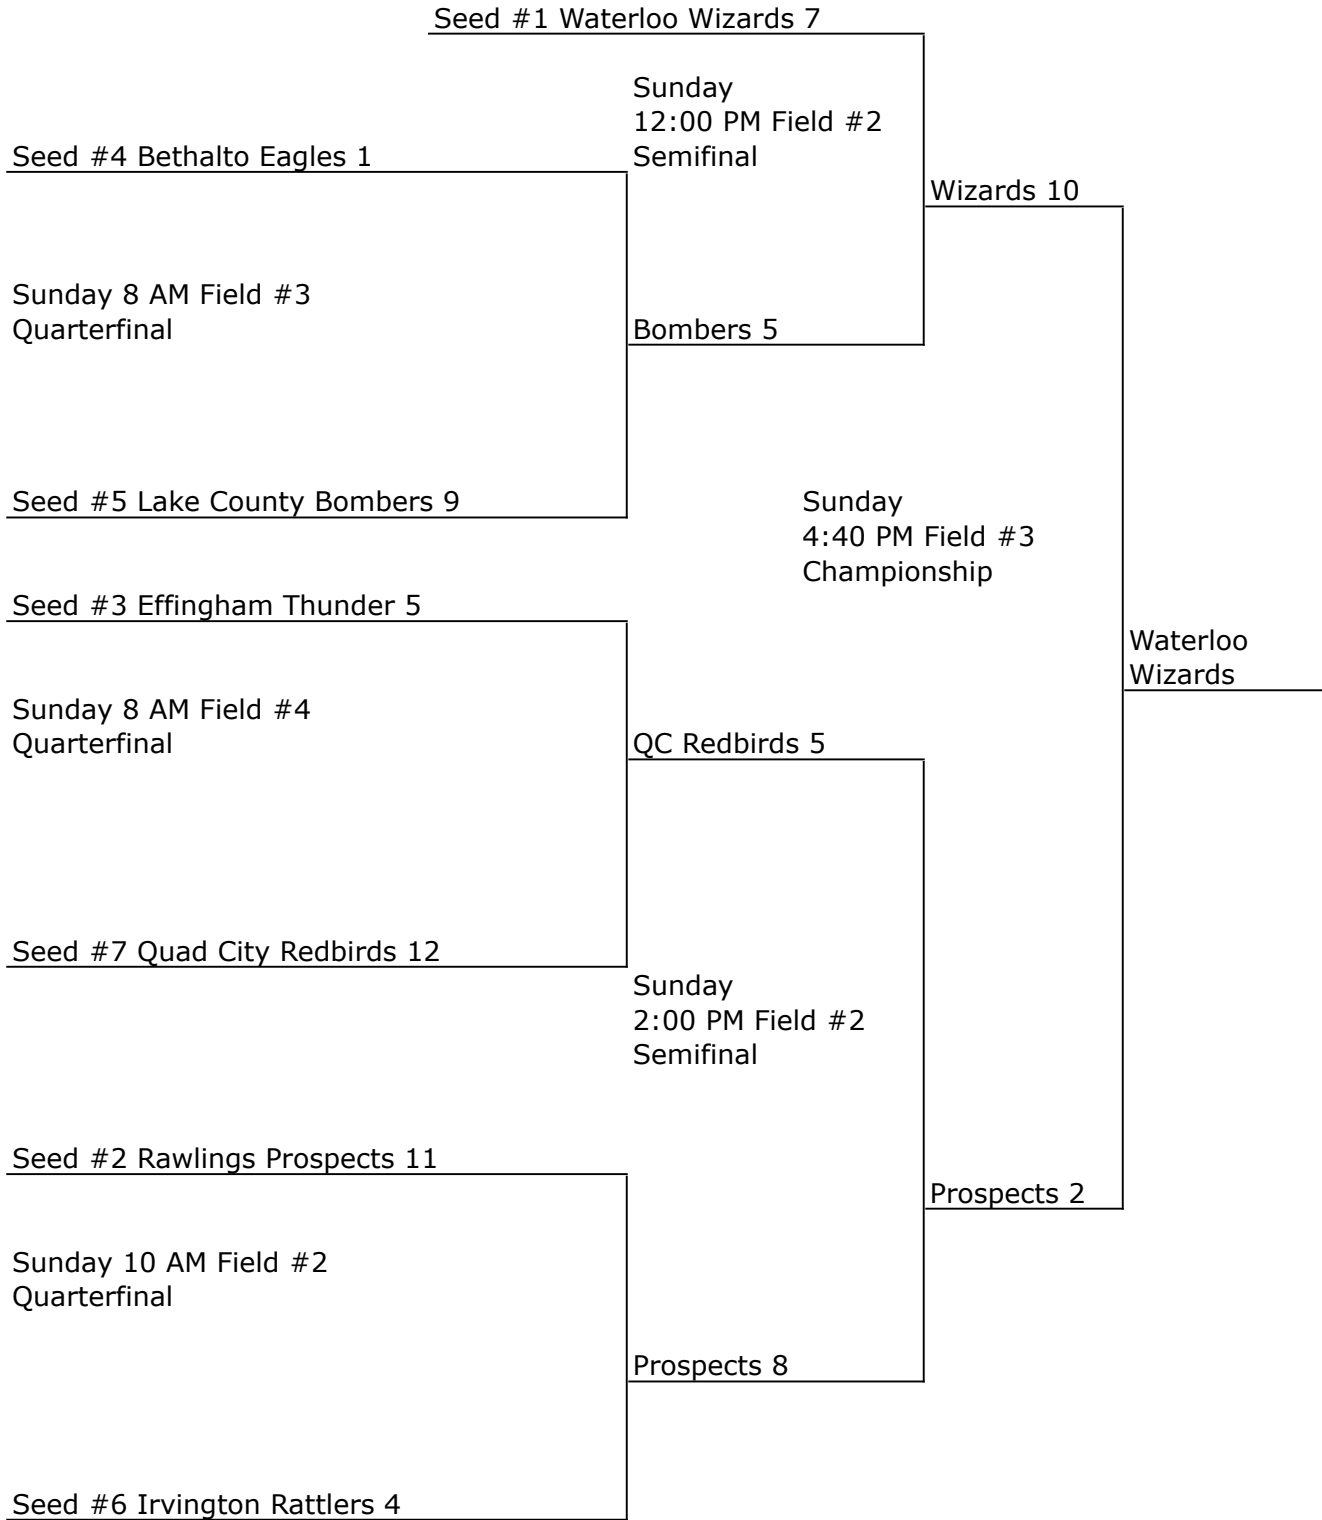 Seed #1 Waterloo Wizards 7
Sunday
12:00 PM Field #2
Semifinal
Seed #4 Bethalto Eagles 1
Wizards 10
Sunday 8 AM Field #3
Quarterfinal
Bombers 5
Seed #5 Lake County Bombers 9
Sunday
4:40 PM Field #3
Championship
Seed #3 Effingham Thunder 5
Waterloo
Wizards
Sunday 8 AM Field #4
Quarterfinal
QC Redbirds 5
Seed #7 Quad City Redbirds 12
Sunday
2:00 PM Field #2
Semifinal
Seed #2 Rawlings Prospects 11
Prospects 2
Sunday 10 AM Field #2
Quarterfinal
Prospects 8
Seed #6 Irvington Rattlers 4